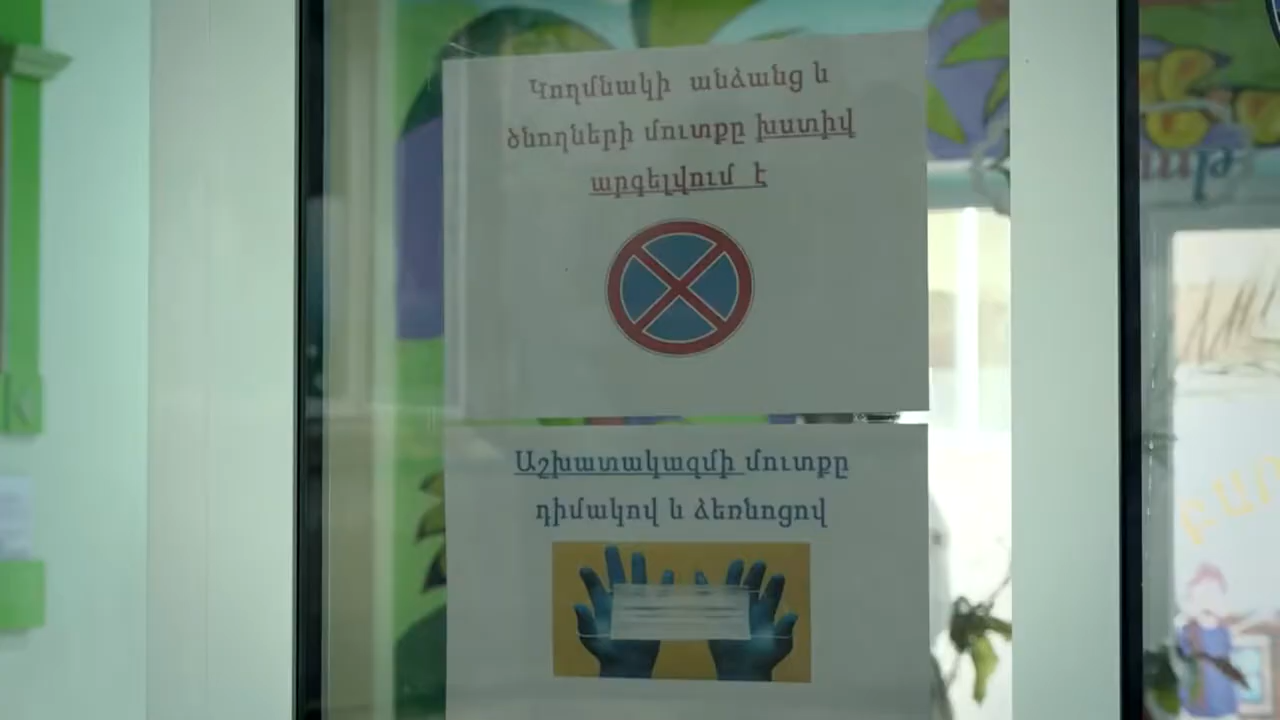 Կողմնակի անձանց և
ծնողների մուտքը խստիվ
արգելվում է
Աշխատակազմի մուտքը
դիմակով և ձեռնոցով